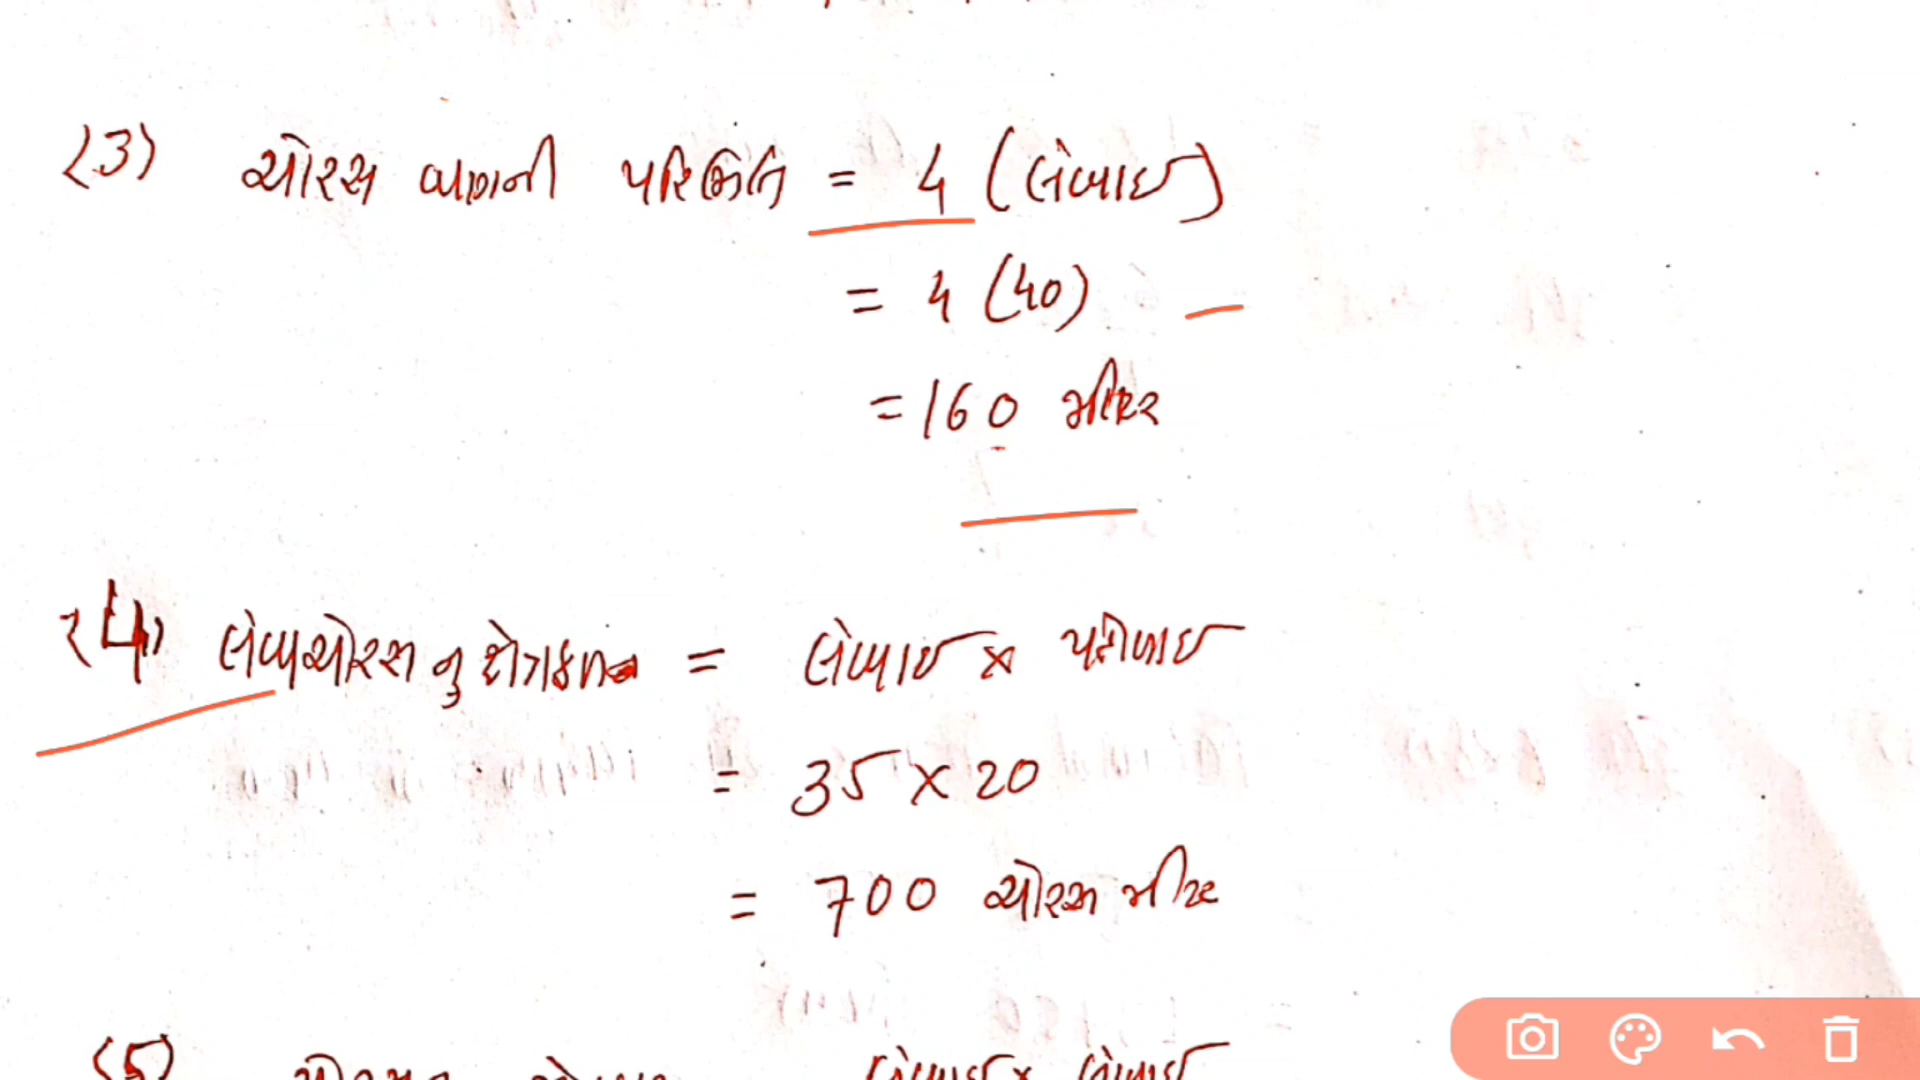 (3) ચોરસ બાગની પરિમિતિ = 4 (લંબાઈ)
= 4 (40)
= 160 મીટર
(4) લંબચોરસ નુ ક્ષેત્રફળ = લંબાઈ × પહોળાઈ
= 35 × 20
= 700 ચોરસ મીટર
(5) લંબાઈ × લંબાઈ